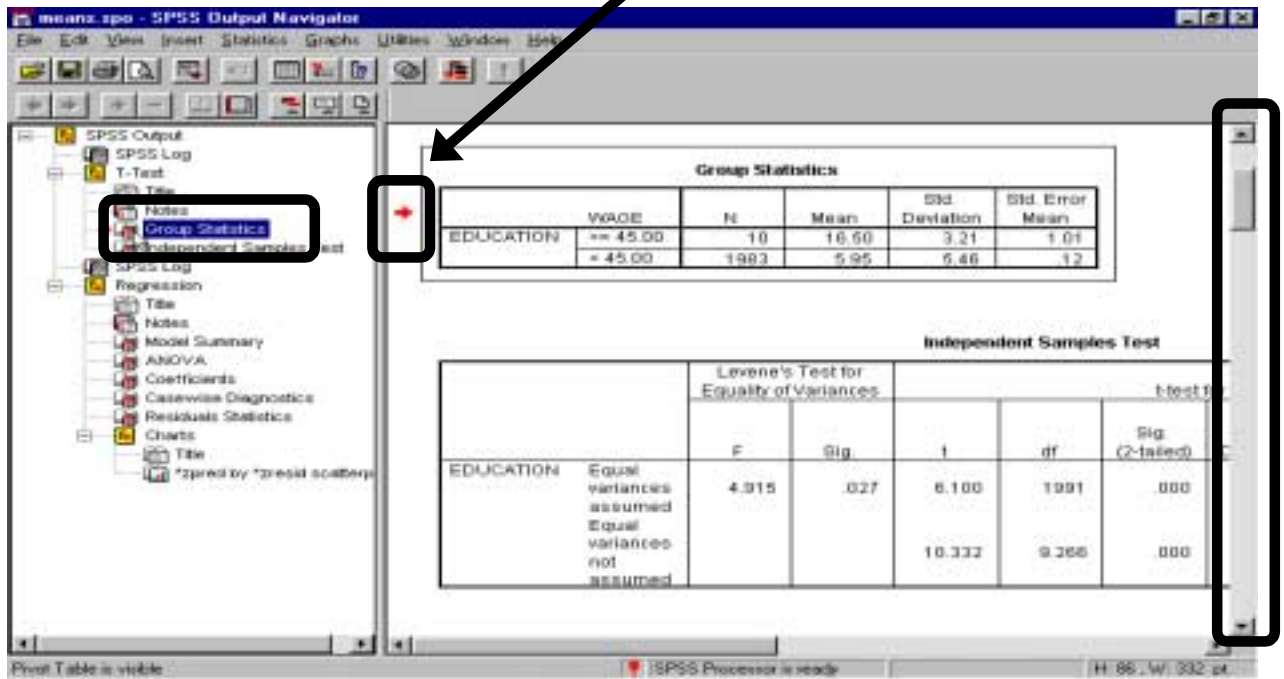 means.spo - SPSS Output Navigator
File Edit View Insert Statistics Graphs Utilities Window Help
SPSS Output
SPSS Log
T-Test
Title
Notes
Group Statistics
Independent Samples Test
SPSS Log
Regression
Title
Notes
Model Summary
ANOVA
Coefficients
Casewise Diagnostics
Residuals Statistics
Charts
Title
*zpred by *zresid scatterp
Group Statistics
WAGE N Mean Std. Deviation Std. Error Mean
EDUCATION >= 45.00 10 16.50 3.21 1.01
< 45.00 1983 5.95 5.46 .12
Independent Samples Test
Levene's Test for Equality of Variances t-test for
F Sig. t df Sig. (2-tailed)
EDUCATION Equal variances assumed 4.915 .027 6.100 1991 .000
Equal variances not assumed 10.332 9.266 .000
Pivot Table is visible
SPSS Processor is ready
H: 86 , W: 332 pt.